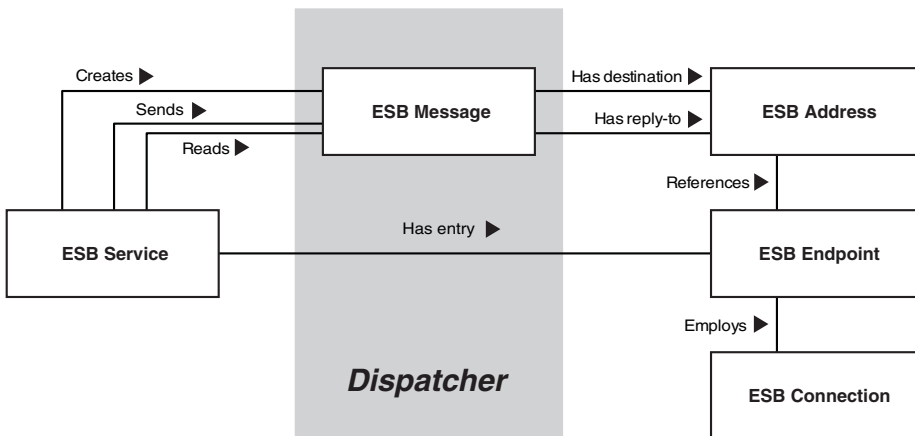 Creates
Has destination
ESB Message
ESB Address
Sends
Has reply-to
Reads
References
Has entry
ESB Service
ESB Endpoint
Employs
Dispatcher
ESB Connection